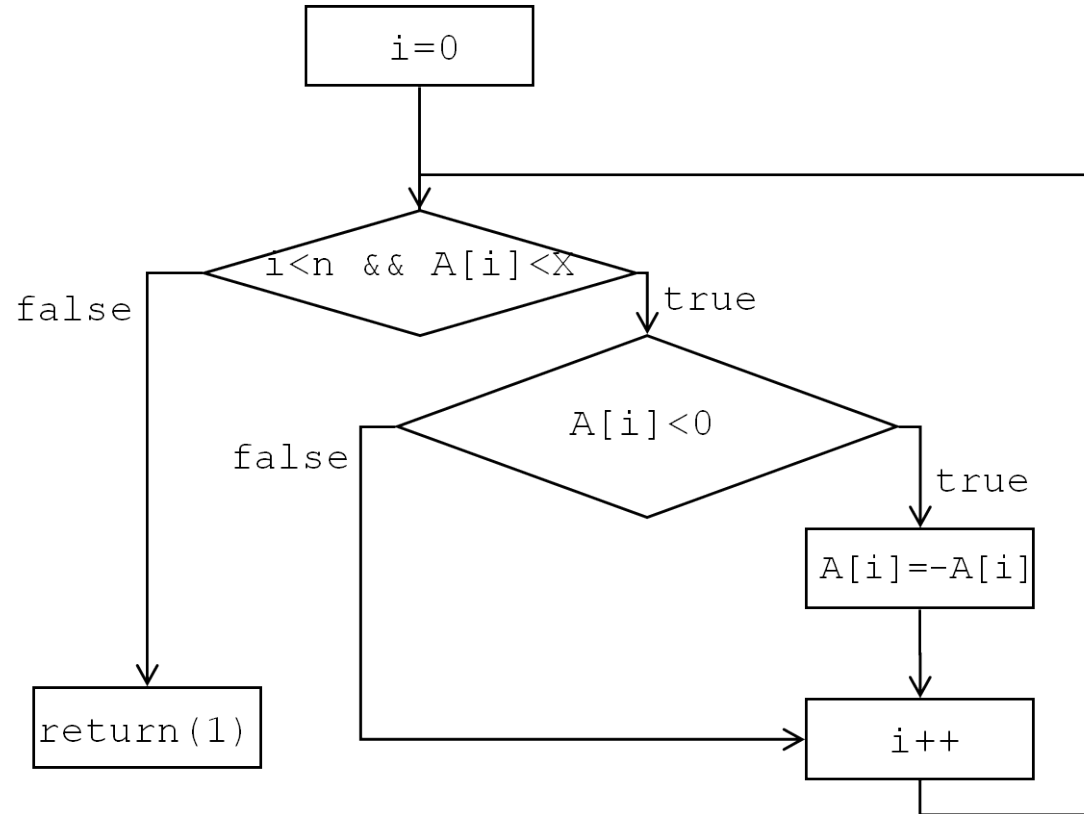 i=0
i<n && A[i]<X
false
true
A[i]<0
false
true
A[i]=-A[i]
return(1)
i++